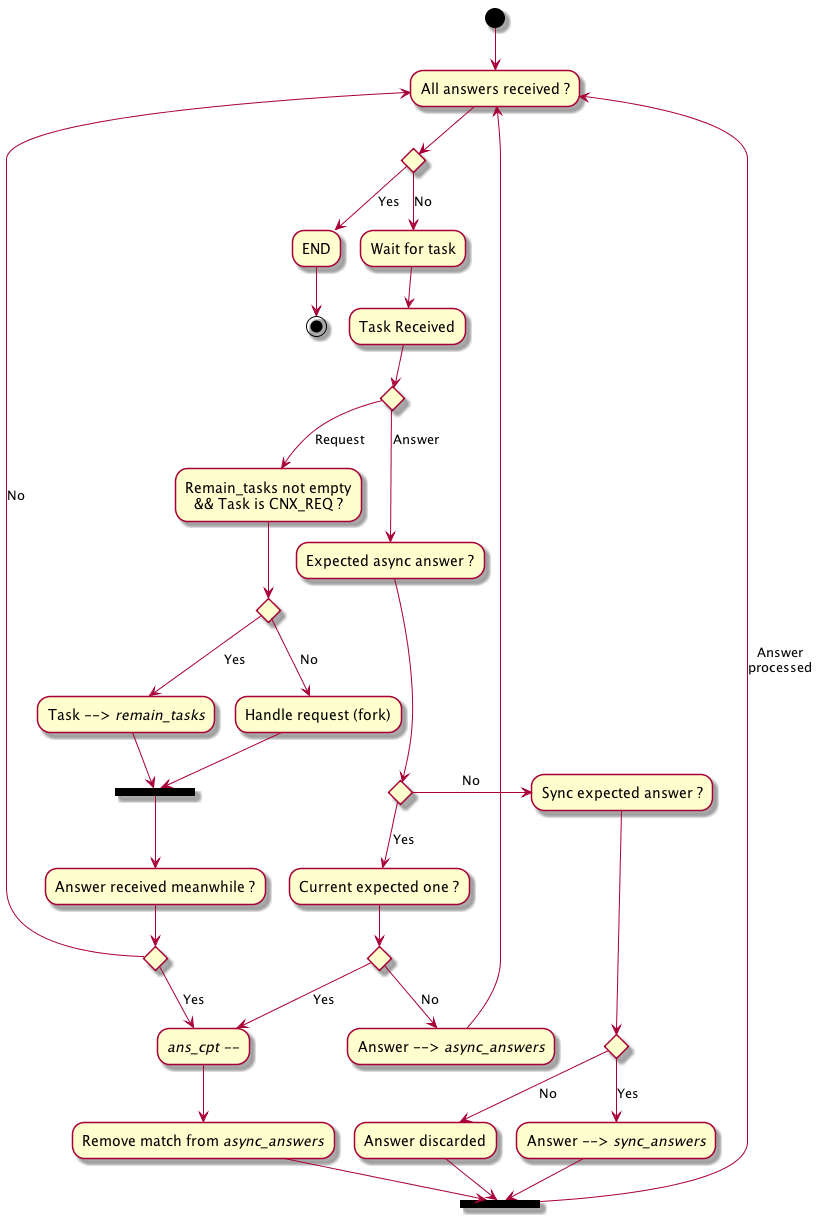 All answers received ?
Yes
No
END
Wait for task
Task Received
Request
Answer
Remain_tasks not empty
&& Task is CNX_REQ ?
No
Expected async answer ?
Yes
No
Answer
processed
Task --> remain_tasks
Handle request (fork)
No
Sync expected answer ?
Yes
Answer received meanwhile ?
Current expected one ?
Yes
Yes
No
ans_cpt --
Answer --> async_answers
No
Yes
Remove match from async_answers
Answer discarded
Answer --> sync_answers